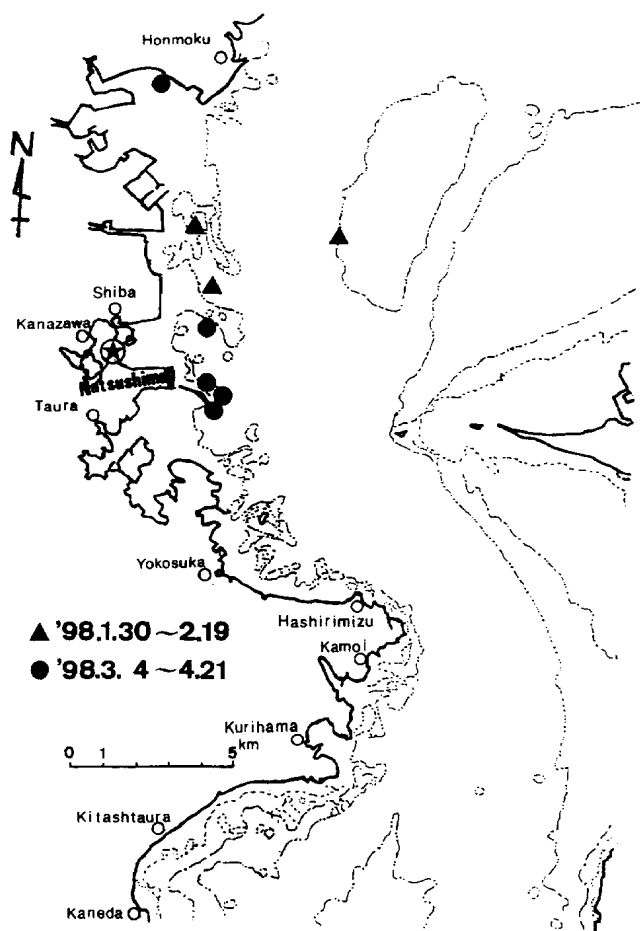 Honmoku
N
Shiba
Kanazawa
Natsushima
Taura
Yokosuka
Hashirimizu
▲ '98.1.30～2.19
Kamoi
● '98.3. 4～4.21
Kurihama
km
0 1 5
Kitashtaura
Kaneda